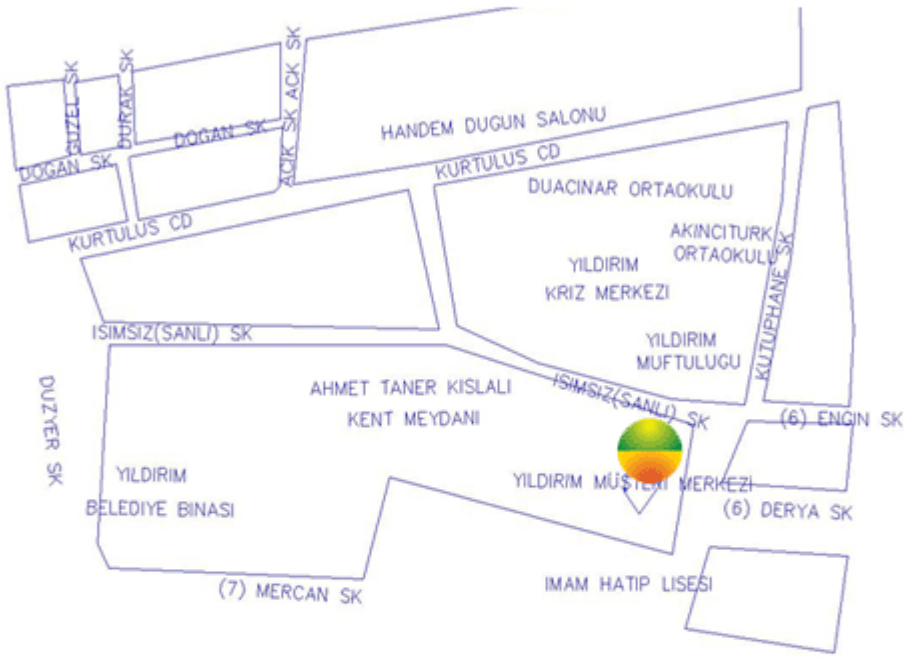 GUZEL SK
DURAK SK
ACIK SK ACK SK
DOGAN SK
DOGAN SK
HANDEM DUGUN SALONU
KURTULUS CD
KURTULUS CD
DUACINAR ORTAOKULU
AKINCITURK
ORTAOKULU
YILDIRIM
KRIZ MERKEZI
YILDIRIM
MUFTULUGU
KUTUPHANE SK
ISIMSIZ(SANLI) SK
ISIMSIZ(SANLI) SK
AHMET TANER KISLALI
KENT MEYDANI
DUZYER SK
(6) ENGIN SK
YILDIRIM
BELEDIYE BINASI
YILDIRIM MÜŞTERİ MERKEZİ
(6) DERYA SK
(7) MERCAN SK
IMAM HATIP LISESI